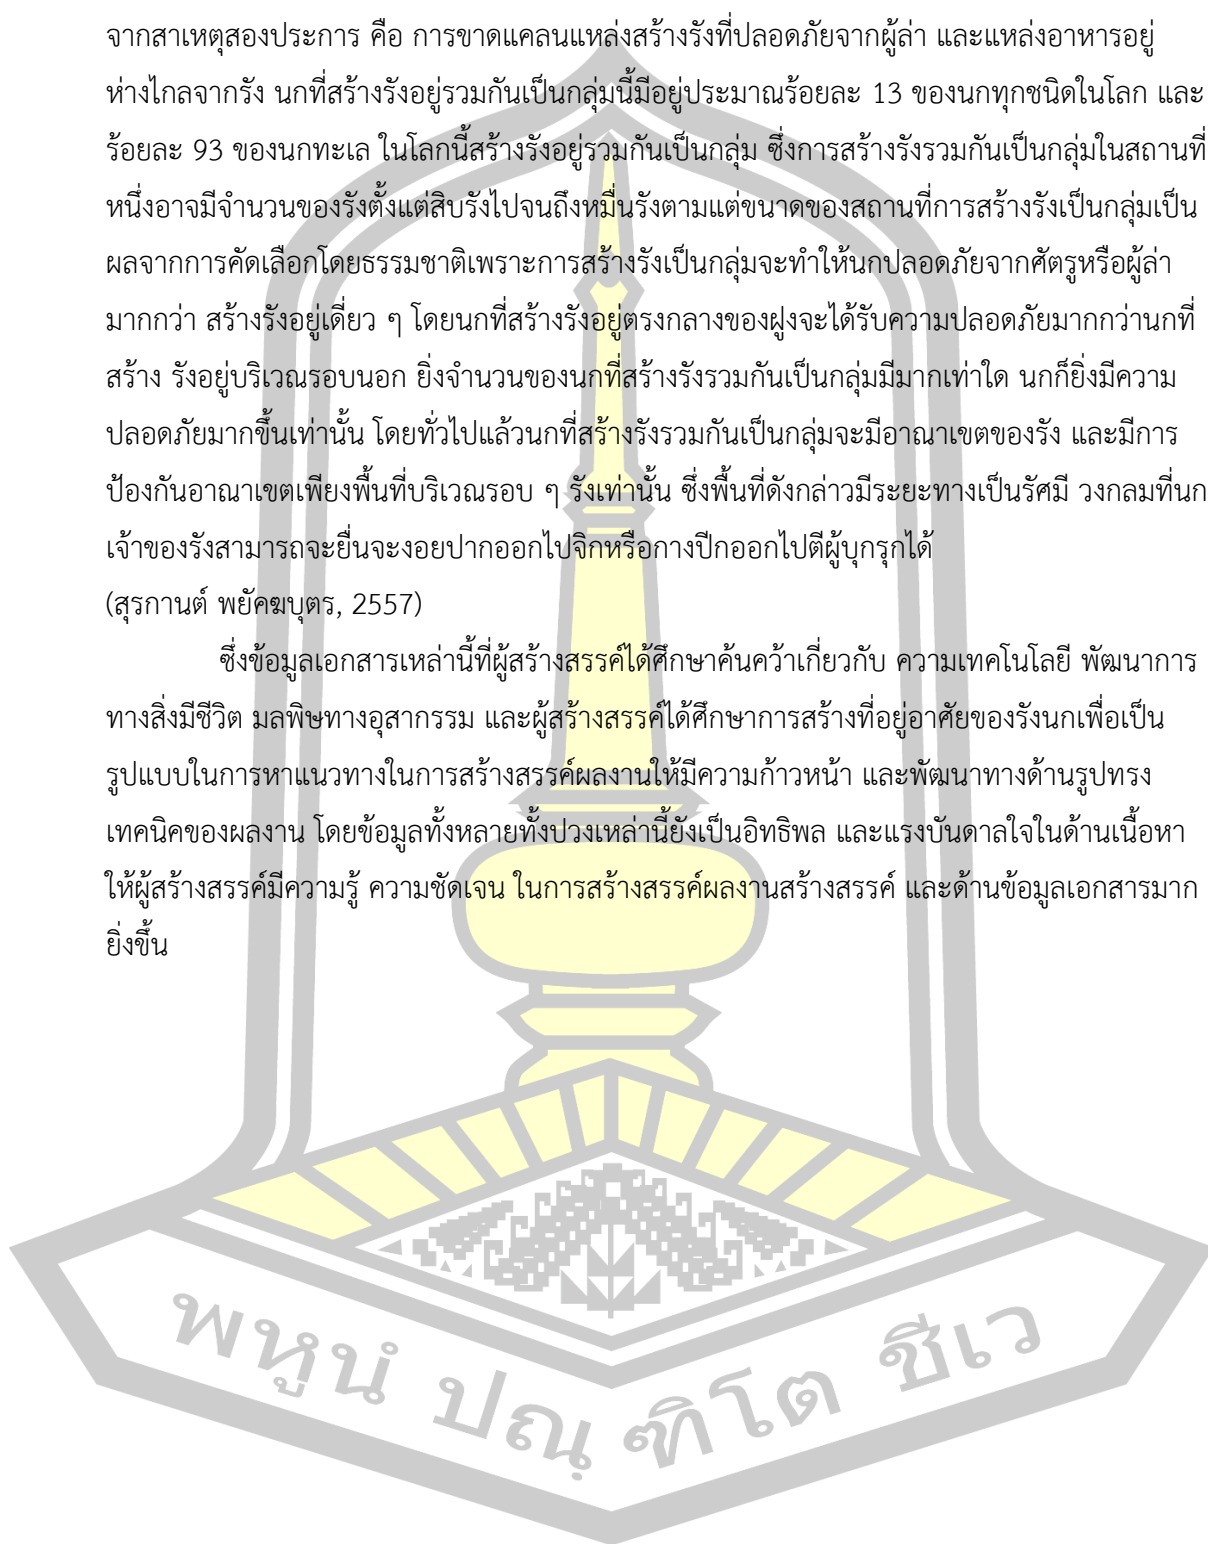 จากสาเหตุสองประการ คือ การขาดแคลนแหล่งสร้างรังที่ปลอดภัยจากผู้ล่า และแหล่งอาหารอยู่
ห่างไกลจากรัง นกที่สร้างรังอยู่รวมกันเป็นกลุ่มนี้มีอยู่ประมาณร้อยละ 13 ของนกทุกชนิดในโลก และ
ร้อยละ 93 ของนกทะเล ในโลกนี้สร้างรังอยู่รวมกันเป็นกลุ่ม ซึ่งการสร้างรังรวมกันเป็นกลุ่มในสถานที่
หนึ่งอาจมีจำนวนของรังตั้งแต่สิบรังไปจนถึงหมื่นรังตามแต่ขนาดของสถานที่การสร้างรังเป็นกลุ่มเป็น
ผลจากการคัดเลือกโดยธรรมชาติเพราะการสร้างรังเป็นกลุ่มจะทำให้นกปลอดภัยจากศัตรูหรือผู้ล่า
มากกว่า สร้างรังอยู่เดี่ยว ๆ โดยนกที่สร้างรังอยู่ตรงกลางของฝูงจะได้รับความปลอดภัยมากกว่านกที่
สร้าง รังอยู่บริเวณรอบนอก ยิ่งจำนวนของนกที่สร้างรังรวมกันเป็นกลุ่มมีมากเท่าใด นกก็ยิ่งมีความ
ปลอดภัยมากขึ้นเท่านั้น โดยทั่วไปแล้วนกที่สร้างรังรวมกันเป็นกลุ่มจะมีอาณาเขตของรัง และมีการ
ป้องกันอาณาเขตเพียงพื้นที่บริเวณรอบ ๆ รังเท่านั้น ซึ่งพื้นที่ดังกล่าวมีระยะทางเป็นรัศมี วงกลมที่นก
เจ้าของรังสามารถจะยื่นจะงอยปากออกไปจิกหรือกางปีกออกไปตีผู้บุกรุกได้
(สุรกานต์ พยัคฆบุตร, 2557)
ซึ่งข้อมูลเอกสารเหล่านี้ที่ผู้สร้างสรรค์ได้ศึกษาค้นคว้าเกี่ยวกับ ความเทคโนโลยี พัฒนาการ
ทางสิ่งมีชีวิต มลพิษทางอุสากรรม และผู้สร้างสรรค์ได้ศึกษาการสร้างที่อยู่อาศัยของรังนกเพื่อเป็น
รูปแบบในการหาแนวทางในการสร้างสรรค์ผลงานให้มีความก้าวหน้า และพัฒนาทางด้านรูปทรง
เทคนิคของผลงาน โดยข้อมูลทั้งหลายทั้งปวงเหล่านี้ยังเป็นอิทธิพล และแรงบันดาลใจในด้านเนื้อหา
ให้ผู้สร้างสรรค์มีความรู้ ความชัดเจน ในการสร้างสรรค์ผลงานสร้างสรรค์ และด้านข้อมูลเอกสารมาก
ยิ่งขึ้น
พหูนํ ปณฺฑิโต ชีเว